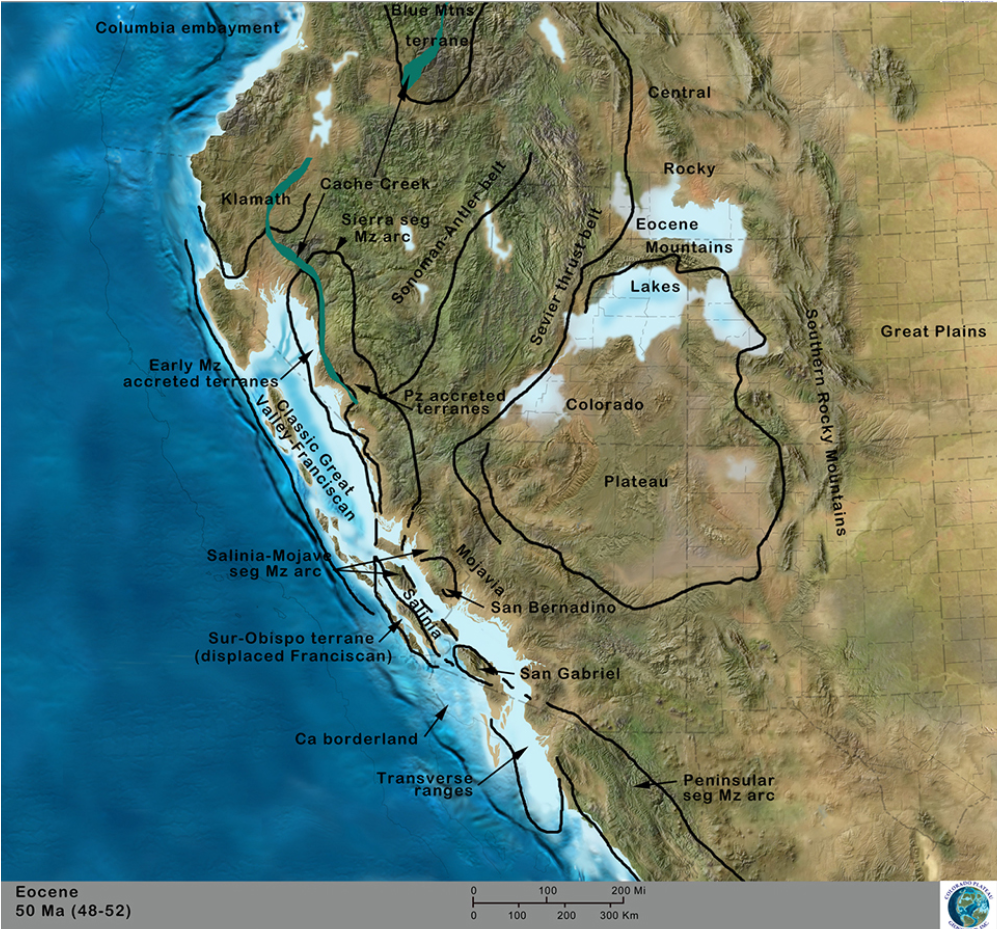 Blue Mtns
terrane
Columbia embayment
Central
Rocky
Cache Creek
Klamath
Sierra seg
Mz arc
Sonoman-Antler belt
Eocene
Mountains
Lakes
Sevier thrust belt
Southern Rocky Mountains
Great Plains
Early Mz
accreted terranes
Pz accreted
terranes
Colorado
Classic Great
Valley-Franciscan
Plateau
Salinia-Mojave
seg Mz arc
Mojavia
Salinia
San Bernadino
Sur-Obispo terrane
(displaced Franciscan)
San Gabriel
Ca borderland
Transverse
ranges
Peninsular
seg Mz arc
Eocene
50 Ma (48-52)
0 100 200 Mi
0 100 200 300 Km
COLORADO PLATEAU